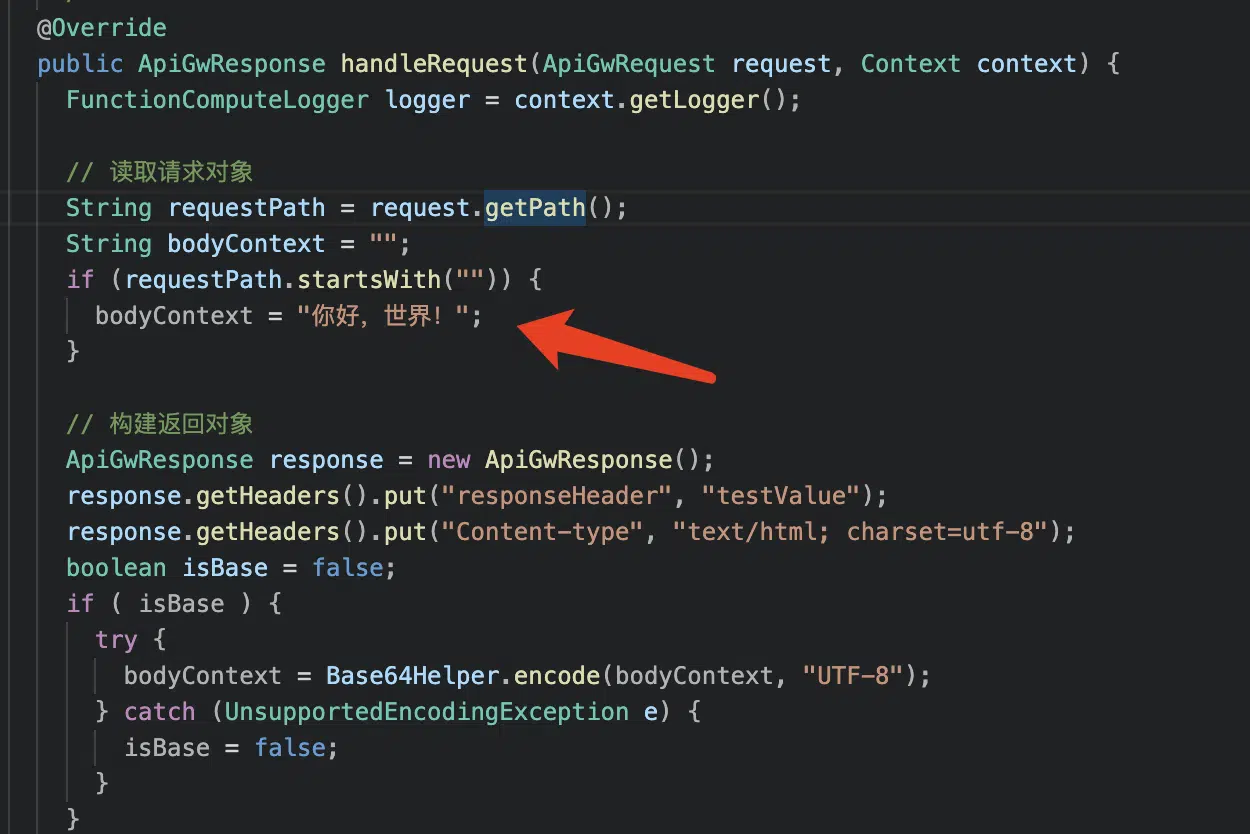 @Override
public ApiGwResponse handleRequest(ApiGwRequest request, Context context) {
FunctionComputeLogger logger = context.getLogger();
// 读取请求对象
String requestPath = request.getPath();
String bodyContext = "";
if (requestPath.startsWith("")) {
bodyContext = "你好，世界！";
}
// 构建返回对象
ApiGwResponse response = new ApiGwResponse();
response.getHeaders().put("responseHeader", "testValue");
response.getHeaders().put("Content-type", "text/html; charset=utf-8");
boolean isBase = false;
if ( isBase ) {
try {
bodyContext = Base64Helper.encode(bodyContext, "UTF-8");
} catch (UnsupportedEncodingException e) {
isBase = false;
}
}